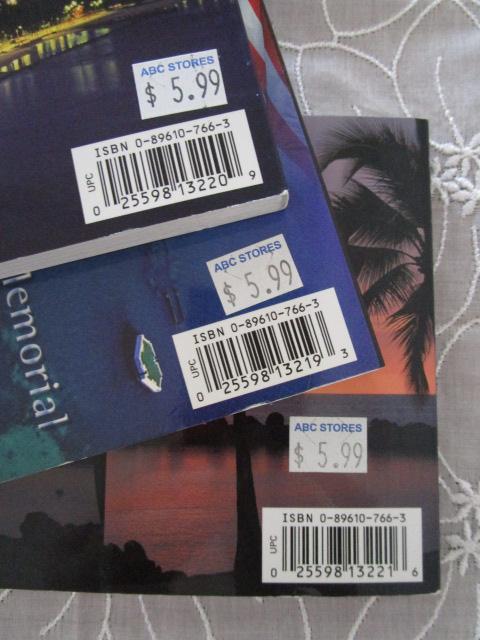 ABC STORES
$ 5.99
ISBN 0-89610-766-3
UPC
0 25598 13220 9
ABC STORES
$ 5.99
ISBN 0-89610-766-3
UPC
0 25598 13219 3
emorial
ABC STORES
$ 5.99
ISBN 0-89610-766-3
UPC
0 25598 13221 6